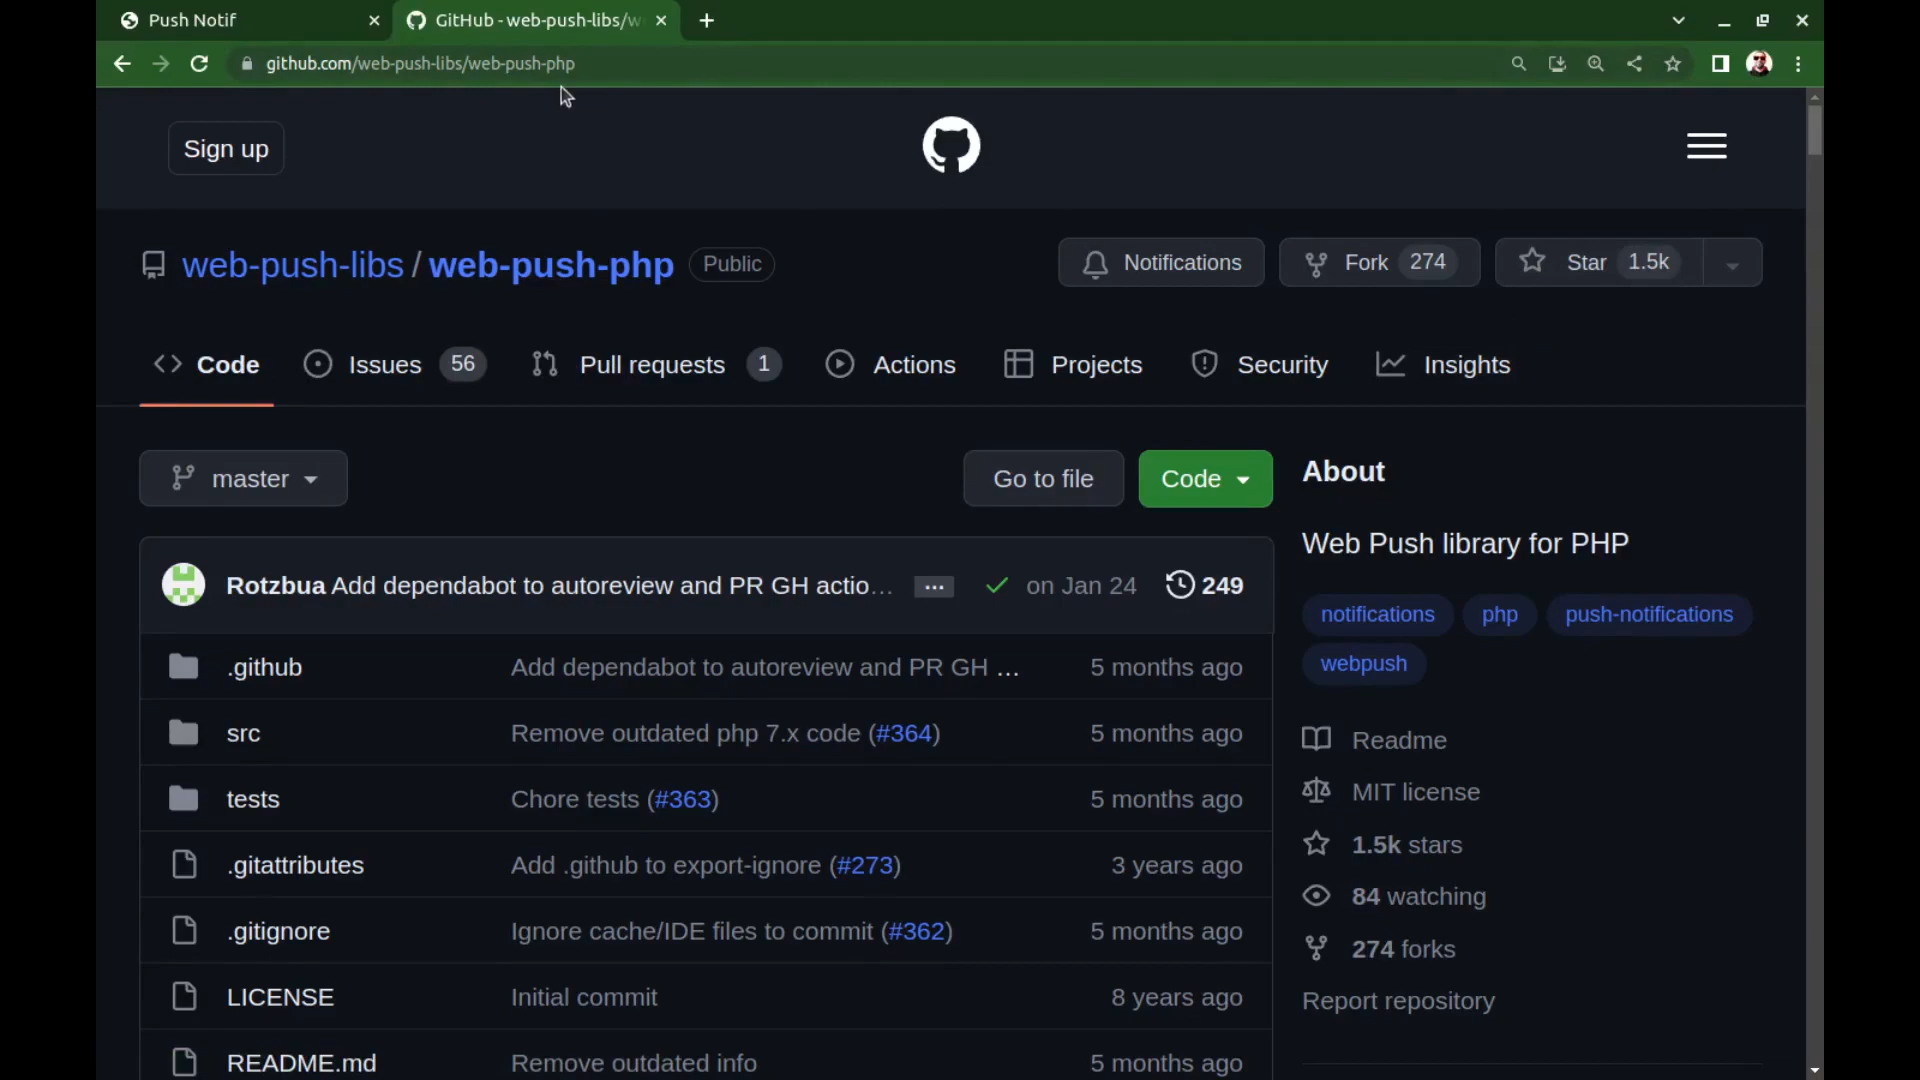 Push Notif
GitHub - web-push-libs/w
github.com/web-push-libs/web-push-php
Sign up
web-push-libs / web-push-php Public
Notifications
Fork 274
Star 1.5k
Code
Issues 56
Pull requests 1
Actions
Projects
Security
Insights
master
Go to file
Code
Rotzbua Add dependabot to autoreview and PR GH actio... ... on Jan 24 249
.github Add dependabot to autoreview and PR GH ... 5 months ago
src Remove outdated php 7.x code (#364) 5 months ago
tests Chore tests (#363) 5 months ago
.gitattributes Add .github to export-ignore (#273) 3 years ago
.gitignore Ignore cache/IDE files to commit (#362) 5 months ago
LICENSE Initial commit 8 years ago
README.md Remove outdated info 5 months ago
About
Web Push library for PHP
notifications php push-notifications
webpush
Readme
MIT license
1.5k stars
84 watching
274 forks
Report repository